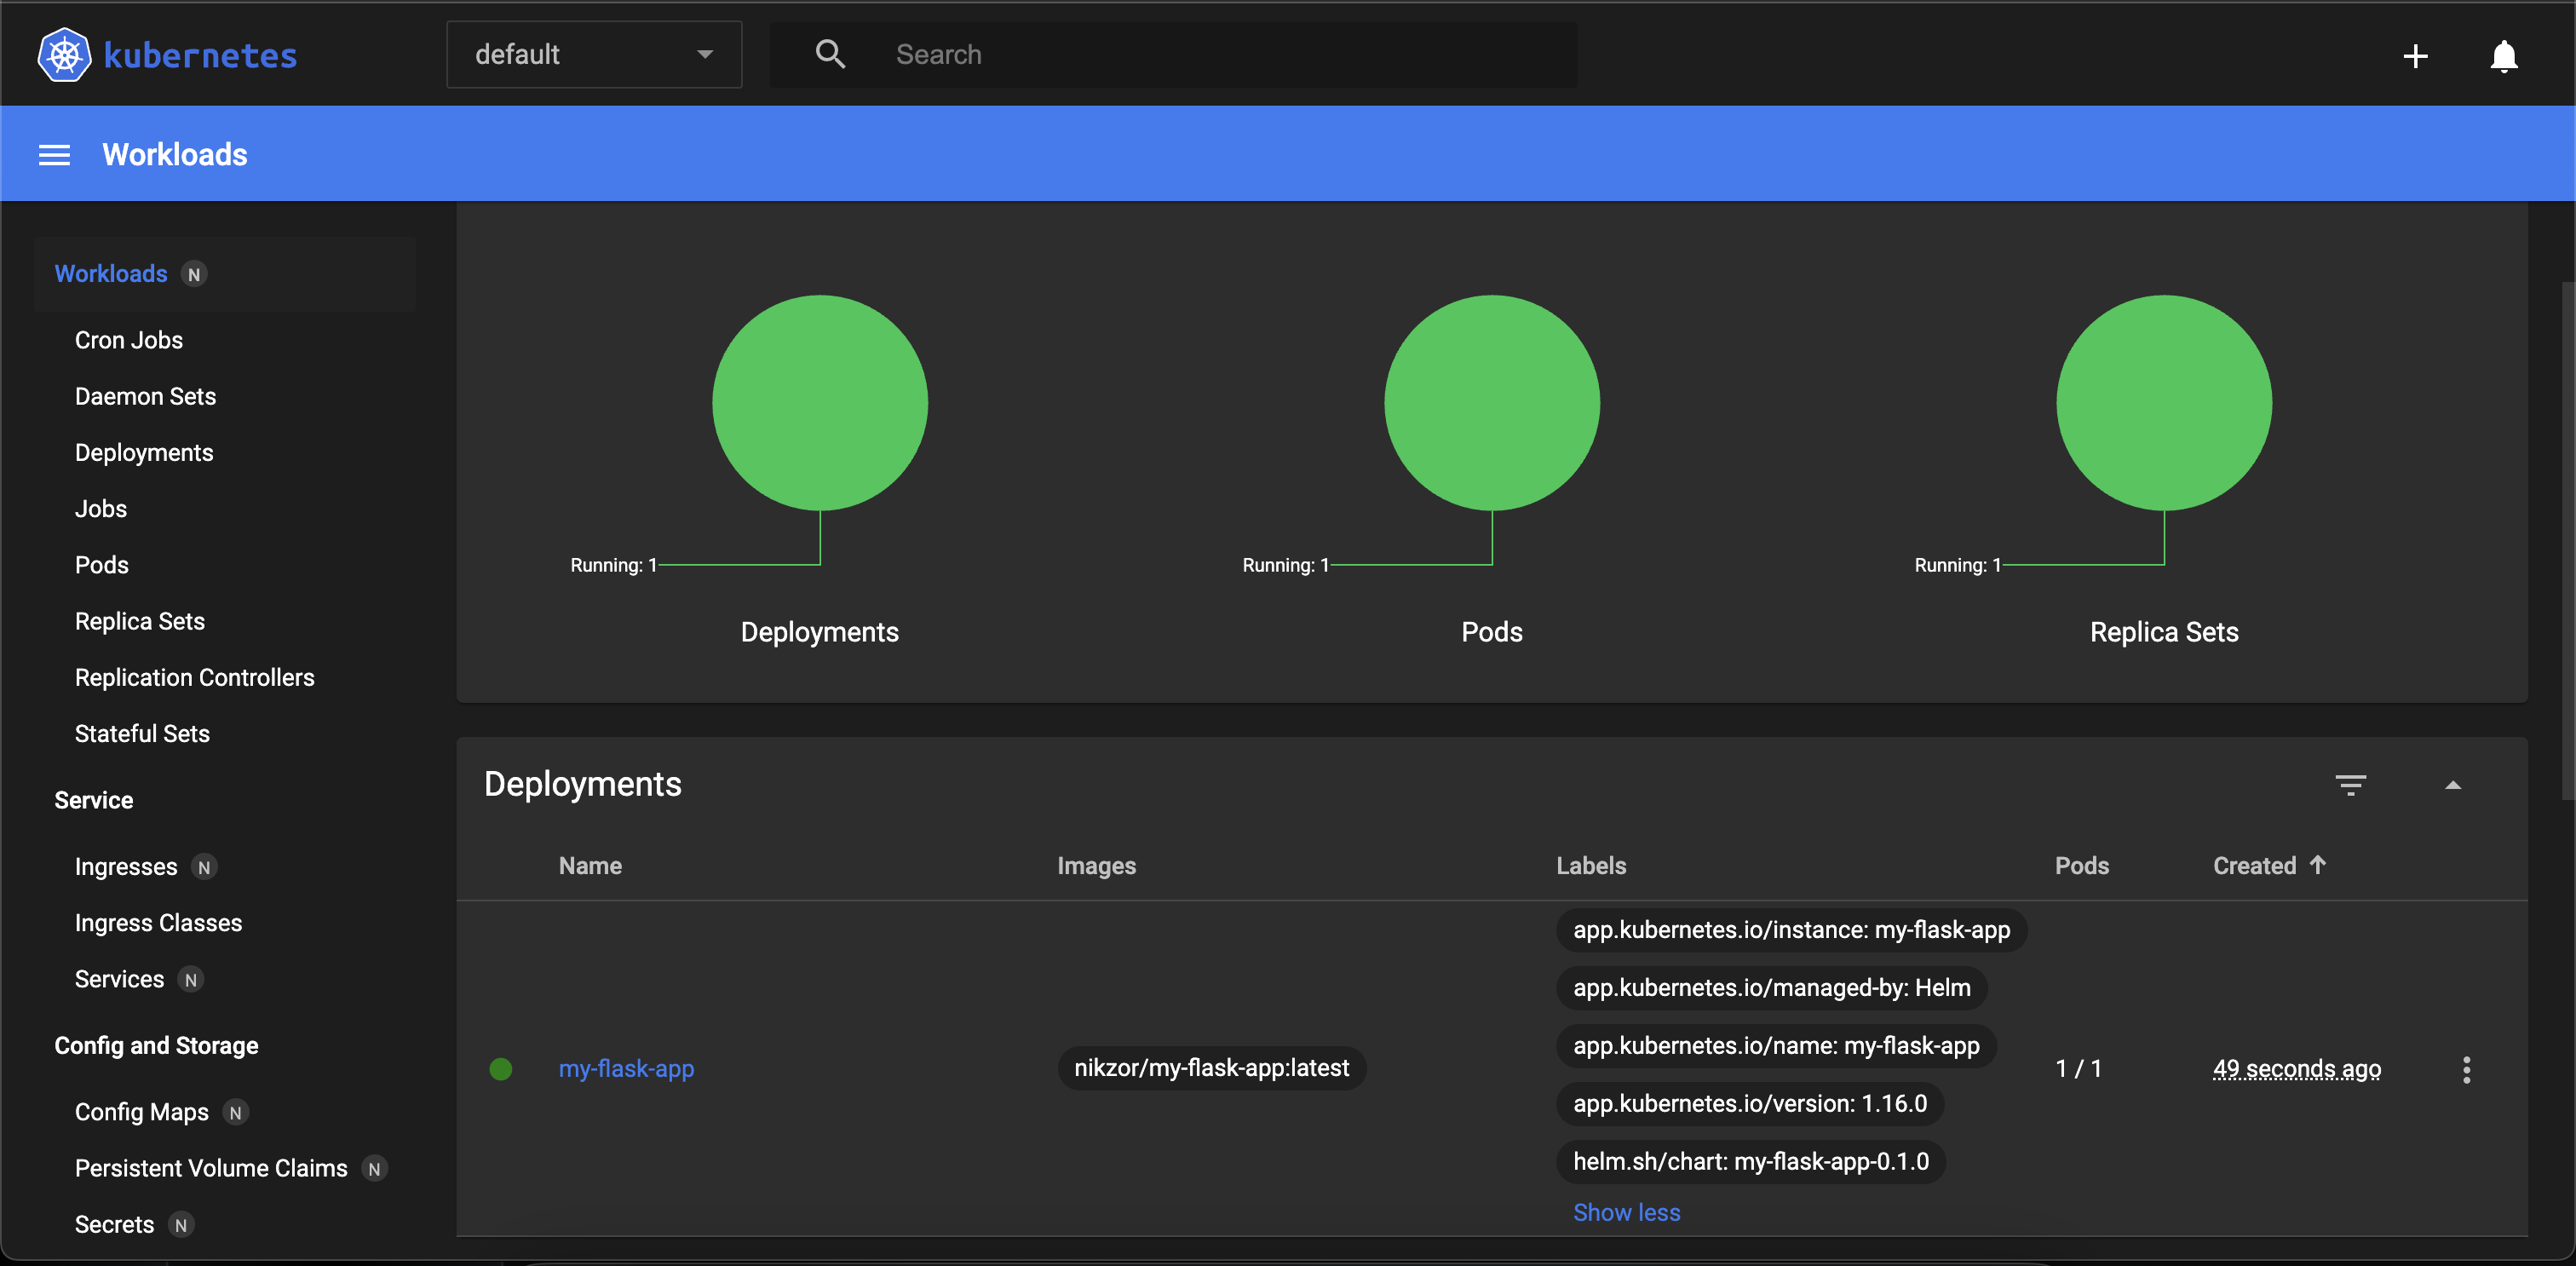 kubernetes
default
Search
Workloads
Workloads N
Cron Jobs
Daemon Sets
Deployments
Jobs
Pods
Replica Sets
Replication Controllers
Stateful Sets
Service
Ingresses N
Ingress Classes
Services N
Config and Storage
Config Maps N
Persistent Volume Claims N
Secrets N
Running: 1
Deployments
Running: 1
Pods
Running: 1
Replica Sets
Deployments
Name Images Labels Pods Created
my-flask-app
nikzor/my-flask-app:latest
app.kubernetes.io/instance: my-flask-app
app.kubernetes.io/managed-by: Helm
app.kubernetes.io/name: my-flask-app
app.kubernetes.io/version: 1.16.0
helm.sh/chart: my-flask-app-0.1.0
Show less
1 / 1
49 seconds ago